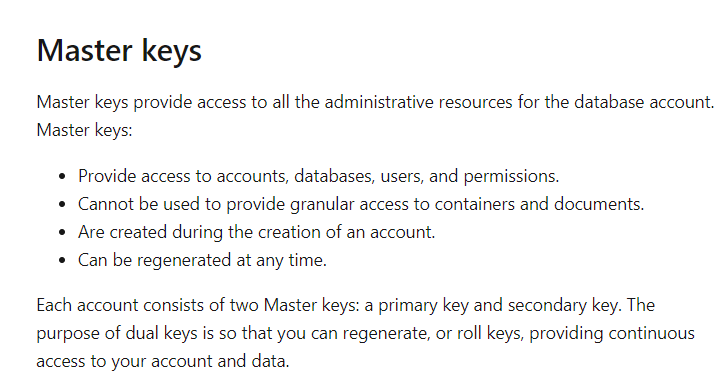 Master keys
Master keys provide access to all the administrative resources for the database account.
Master keys:
• Provide access to accounts, databases, users, and permissions.
• Cannot be used to provide granular access to containers and documents.
• Are created during the creation of an account.
• Can be regenerated at any time.
Each account consists of two Master keys: a primary key and secondary key. The
purpose of dual keys is so that you can regenerate, or roll keys, providing continuous
access to your account and data.